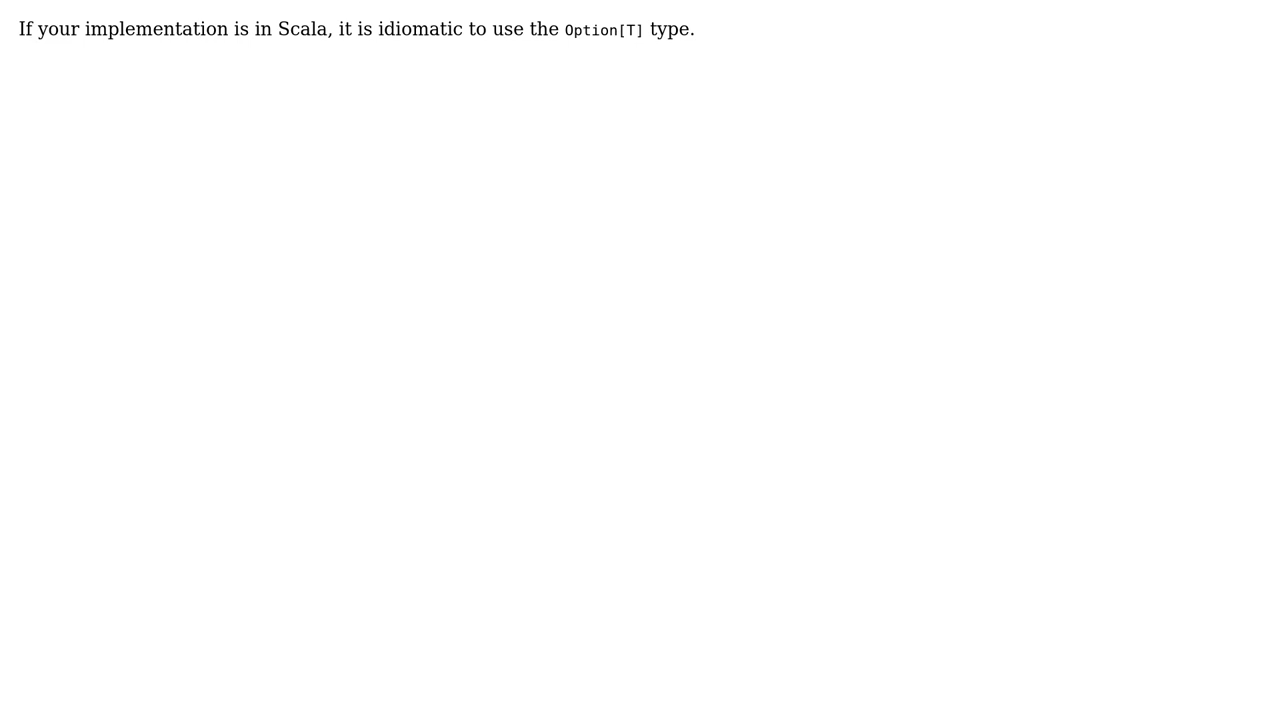 If your implementation is in Scala, it is idiomatic to use the Option[T] type.